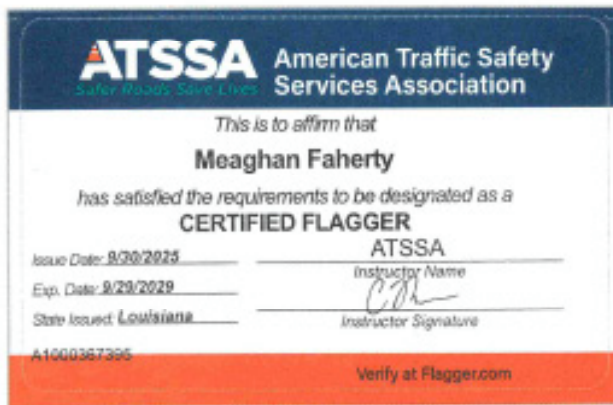 ATSSA
Safer Roads Save Lives
American Traffic Safety
Services Association
This is to affirm that
Meaghan Faherty
has satisfied the requirements to be designated as a
CERTIFIED FLAGGER
Issue Date: 9/30/2025
ATSSA
Instructor Name
Exp. Date: 9/29/2029
Instructor Signature
State Issued: Louisiana
A1000367395
Verify at Flagger.com